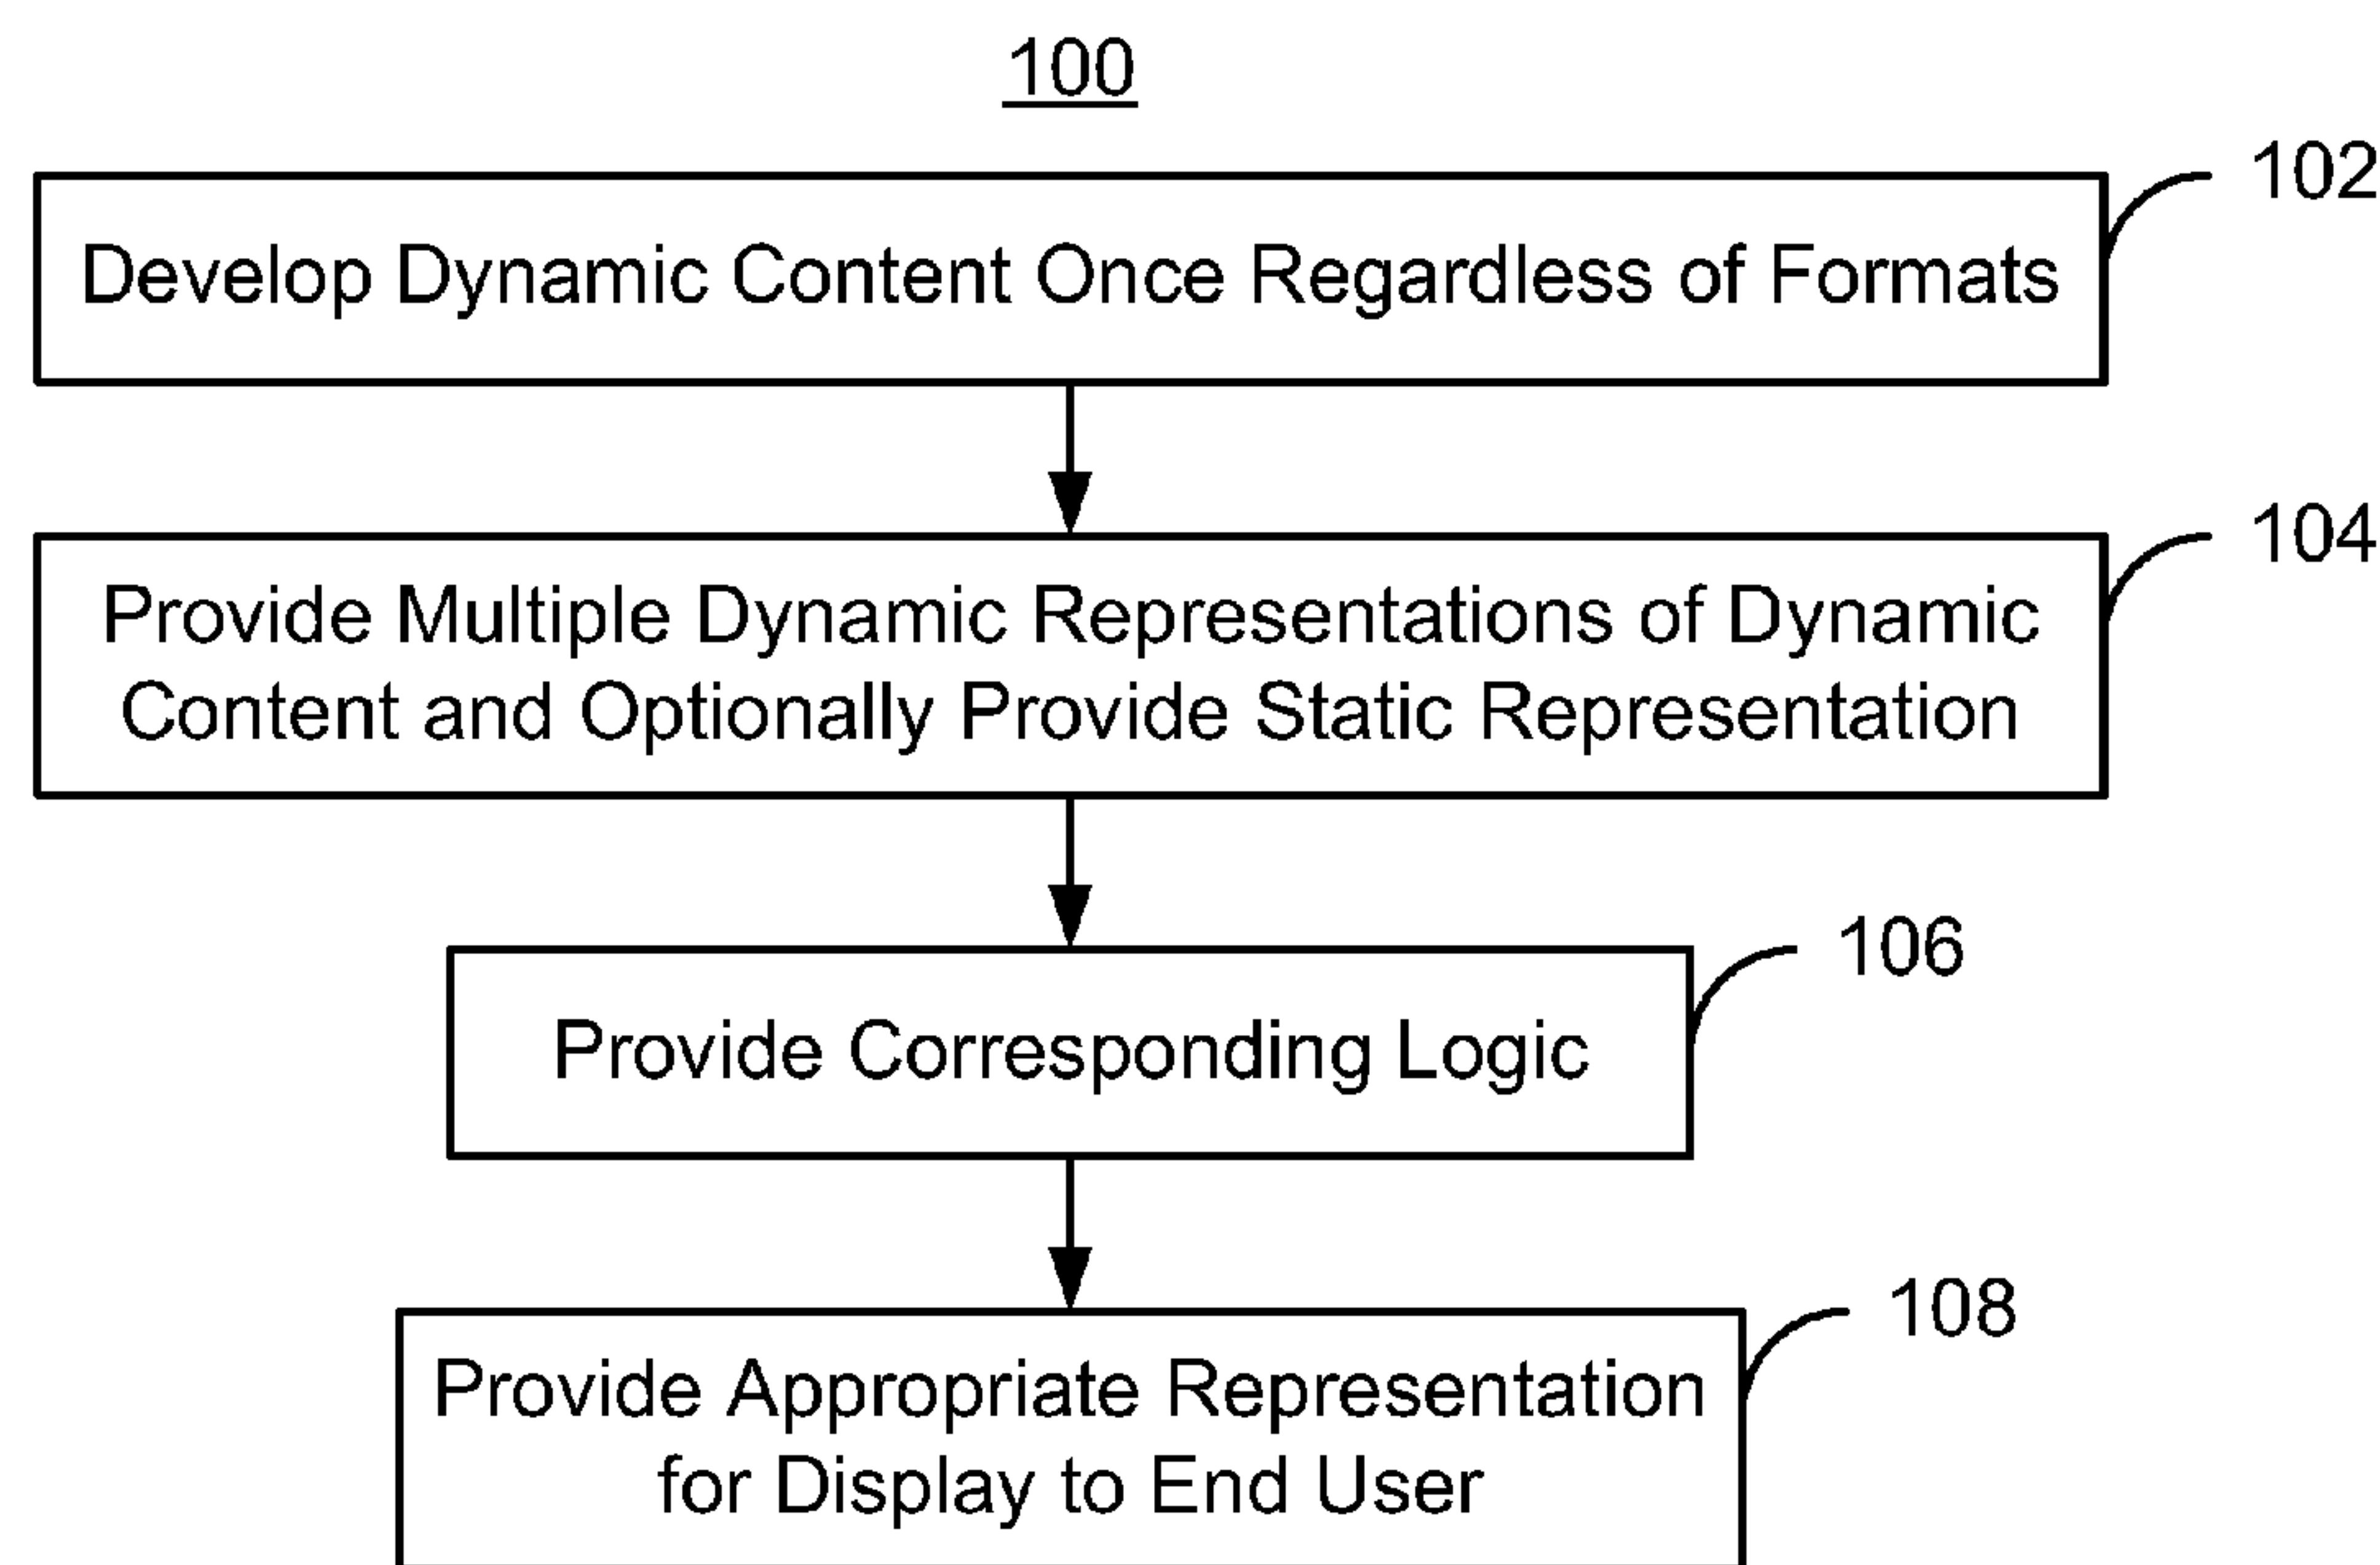 100
102
Develop Dynamic Content Once Regardless of Formats
104
Provide Multiple Dynamic Representations of Dynamic
Content and Optionally Provide Static Representation
106
Provide Corresponding Logic
108
Provide Appropriate Representation
for Display to End User